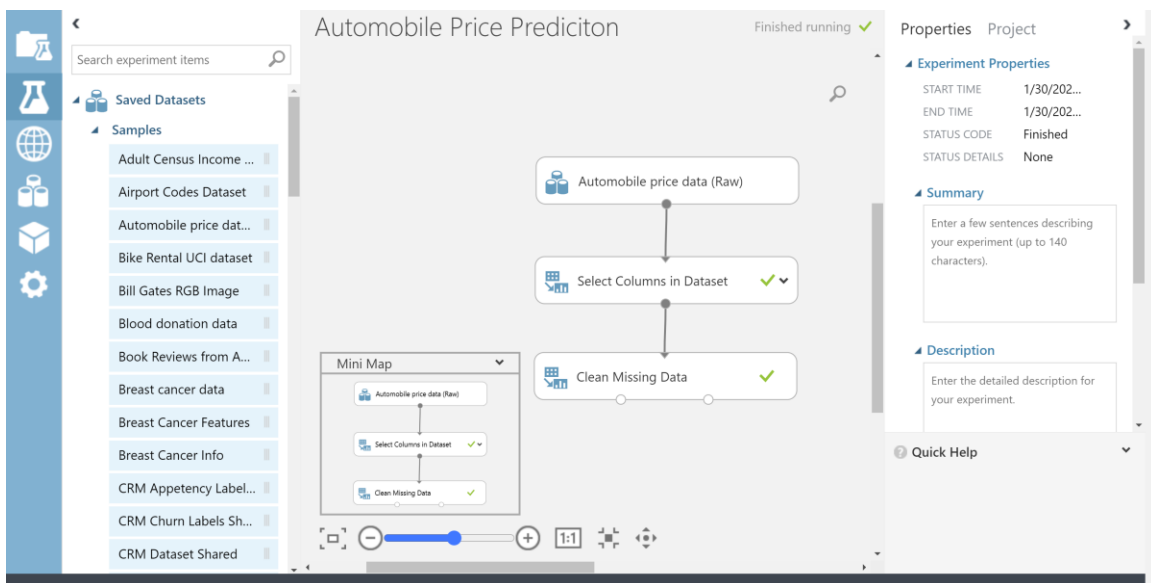 Search experiment items
Saved Datasets
Samples
Adult Census Income ...
Airport Codes Dataset
Automobile price dat...
Bike Rental UCI dataset
Bill Gates RGB Image
Blood donation data
Book Reviews from A...
Breast cancer data
Breast Cancer Features
Breast Cancer Info
CRM Appetency Label...
CRM Churn Labels Sh...
CRM Dataset Shared
Automobile Price Prediciton
Finished running
Automobile price data (Raw)
Select Columns in Dataset
Clean Missing Data
Mini Map
Automobile price data (Raw)
Select Columns in Dataset
Clean Missing Data
1:1
Properties Project
Experiment Properties
START TIME 1/30/202...
END TIME 1/30/202...
STATUS CODE Finished
STATUS DETAILS None
Summary
Enter a few sentences describing
your experiment (up to 140
characters).
Description
Enter the detailed description for
your experiment.
? Quick Help